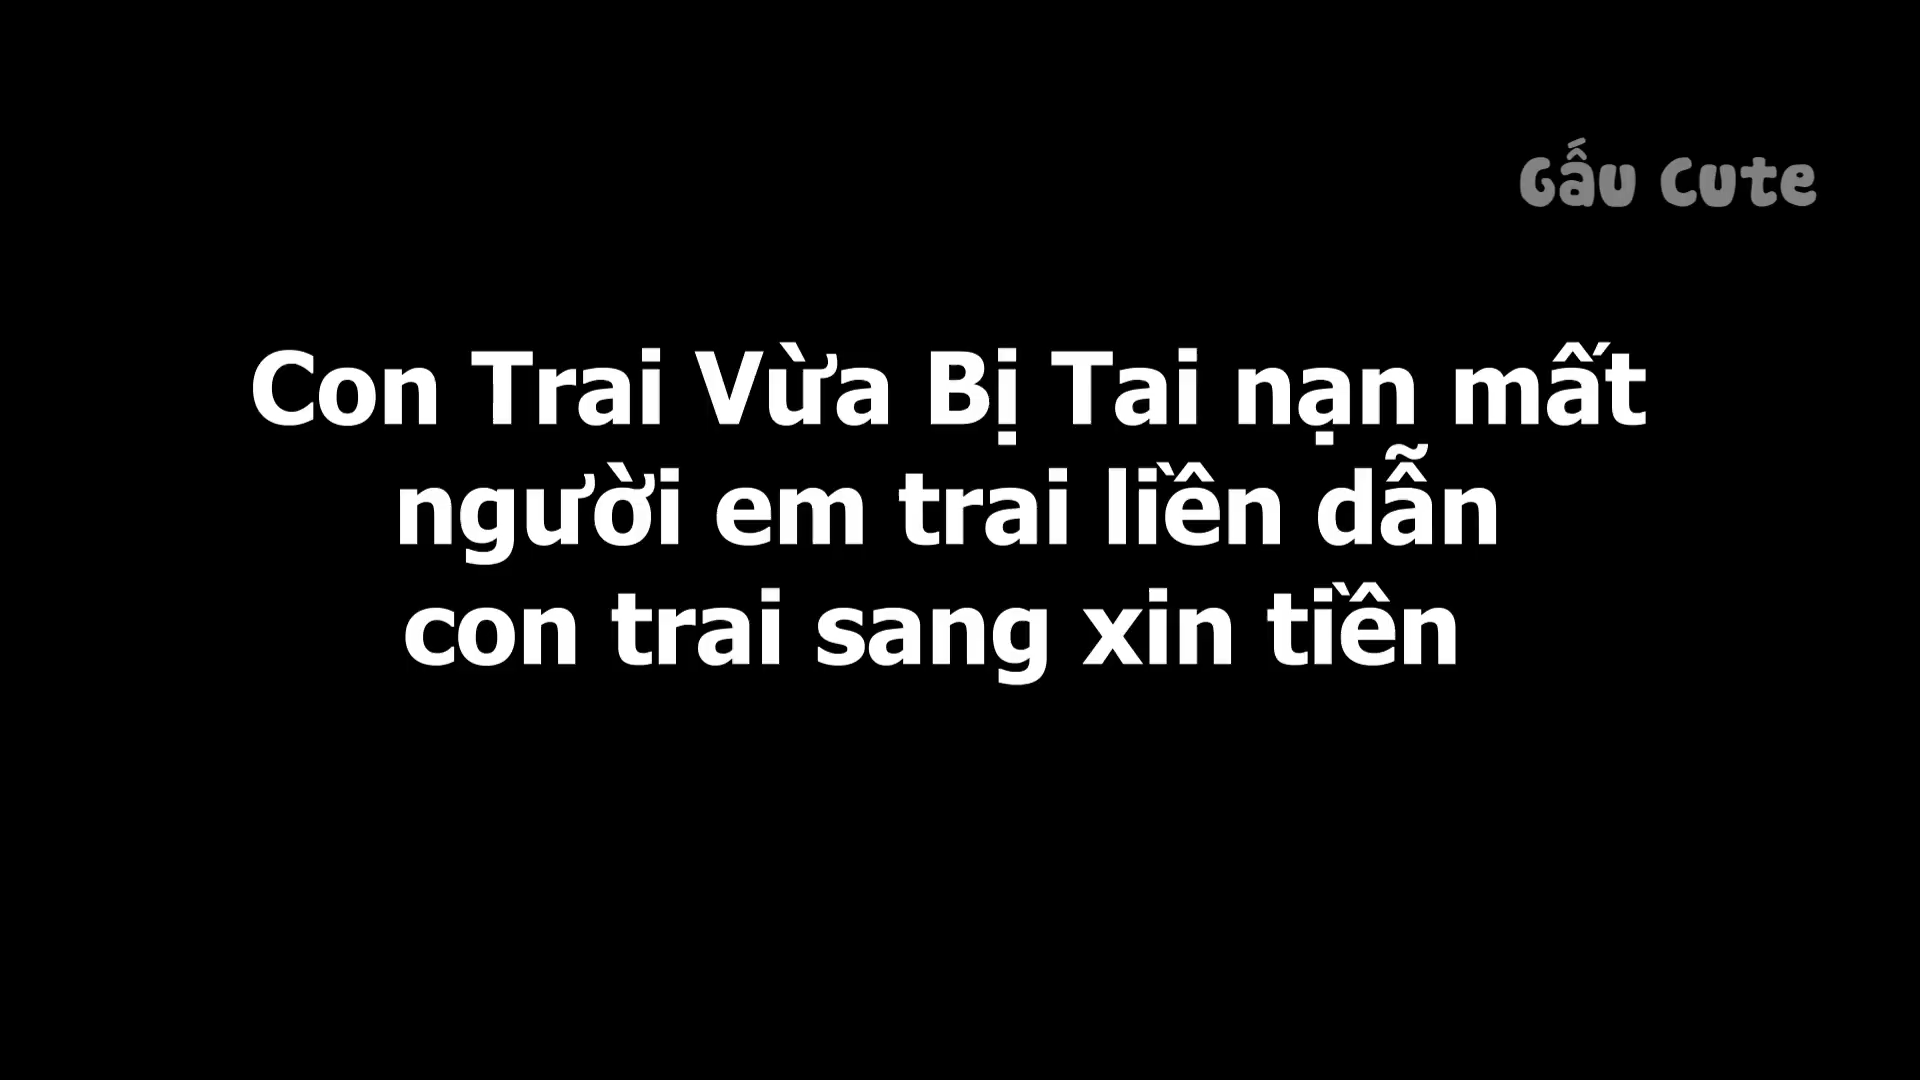 Gấu Cute
Con Trai Vừa Bị Tai nạn mất
người em trai liền dẫn
con trai sang xin tiền